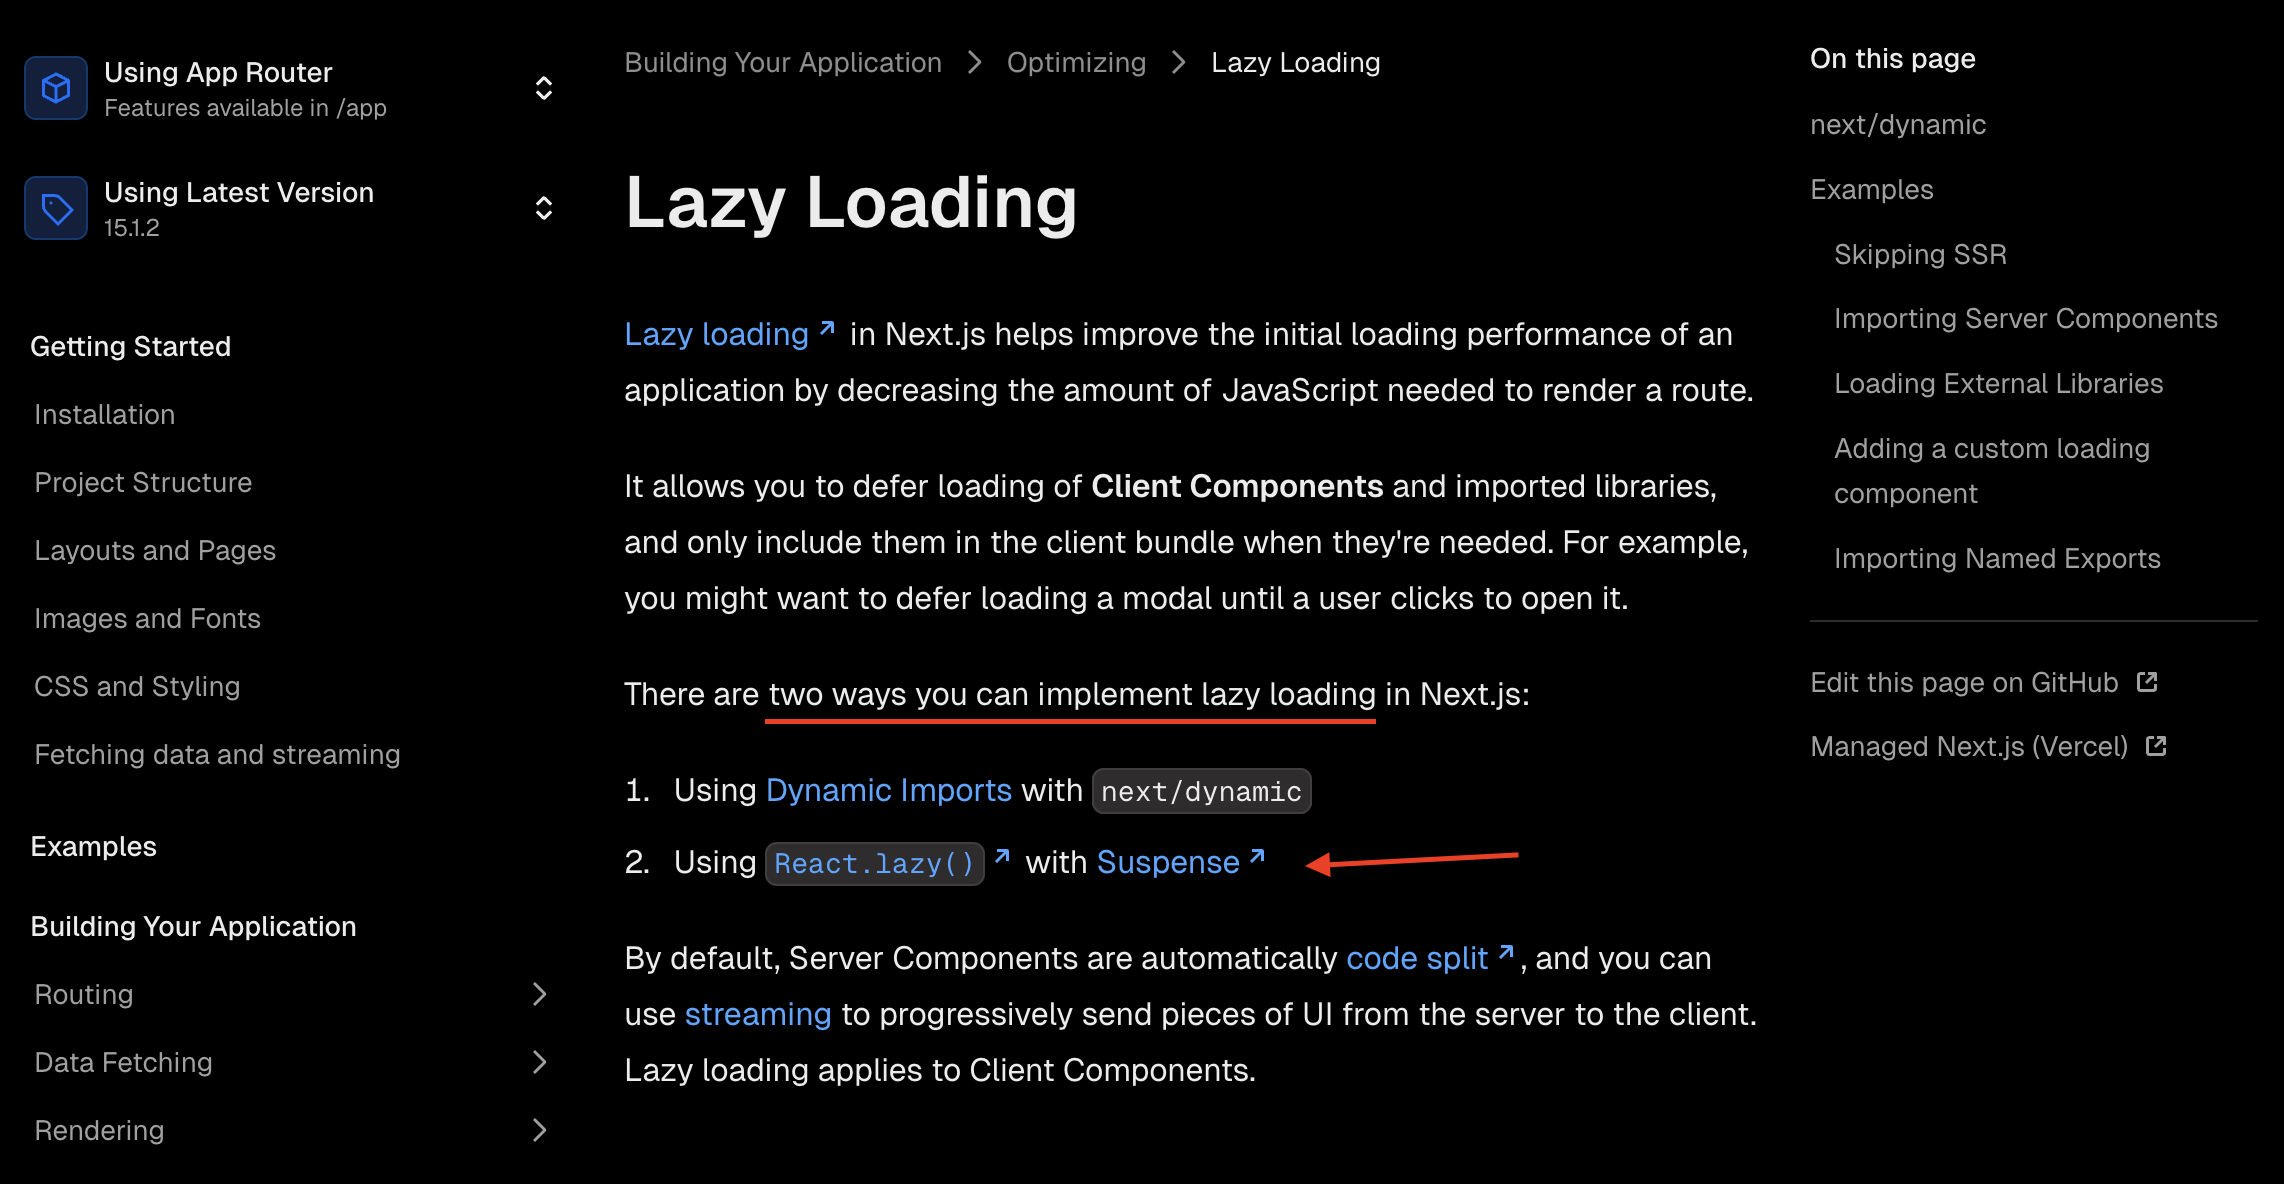 Using App Router
Features available in /app
Using Latest Version
15.1.2
Getting Started
Installation
Project Structure
Layouts and Pages
Images and Fonts
CSS and Styling
Fetching data and streaming
Examples
Building Your Application
Routing
Data Fetching
Rendering
Building Your Application > Optimizing > Lazy Loading
Lazy Loading
Lazy loading ↗ in Next.js helps improve the initial loading performance of an
application by decreasing the amount of JavaScript needed to render a route.
It allows you to defer loading of Client Components and imported libraries,
and only include them in the client bundle when they're needed. For example,
you might want to defer loading a modal until a user clicks to open it.
There are two ways you can implement lazy loading in Next.js:
1. Using Dynamic Imports with next/dynamic
2. Using React.lazy() ↗ with Suspense ↗
By default, Server Components are automatically code split ↗, and you can
use streaming to progressively send pieces of UI from the server to the client.
Lazy loading applies to Client Components.
On this page
next/dynamic
Examples
Skipping SSR
Importing Server Components
Loading External Libraries
Adding a custom loading
component
Importing Named Exports
Edit this page on GitHub
Managed Next.js (Vercel)